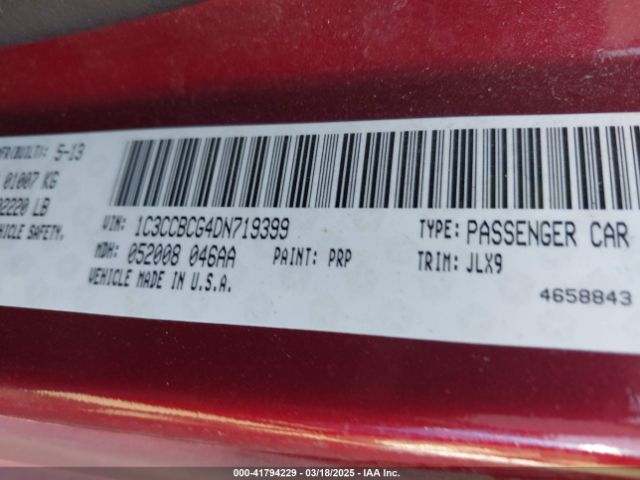 MFR(BUILT): 5-13
01007 KG
02220 LB
VEHICLE SAFETY.
VIN: 1C3CCBCG4DN719399
TYPE: PASSENGER CAR
MDH: 052008 046AA
PAINT: PRP
TRIM: JLX9
VEHICLE MADE IN U.S.A.
4658843
000-41794229 - 03/18/2025 - IAA Inc.